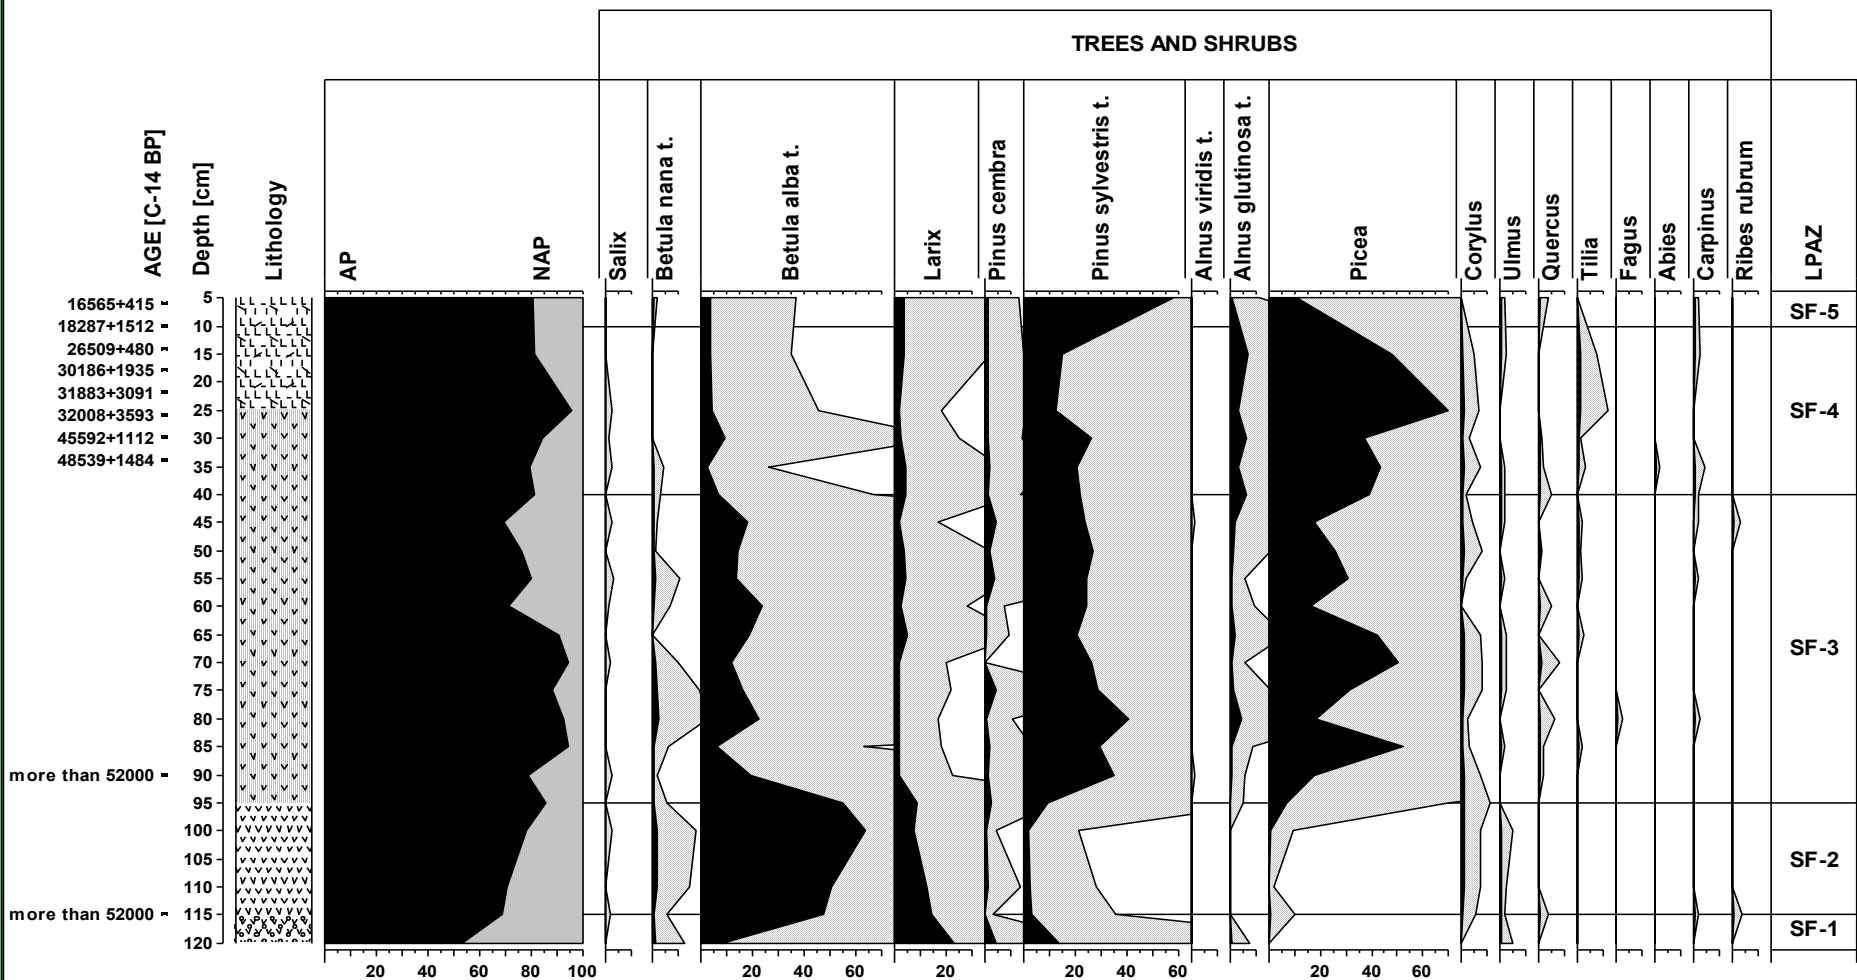 TREES AND SHRUBS
AGE [C-14 BP]
Depth [cm]
Lithology
AP
NAP
Salix
Betula nana t.
Betula alba t.
Larix
Pinus cembra
Pinus sylvestris t.
Alnus viridis t.
Alnus glutinosa t.
Picea
Corylus
Ulmus
Quercus
Tilia
Fagus
Abies
Carpinus
Ribes rubrum
LPAZ
16565+415
18287+1512
26509+480
30186+1935
31883+3091
32008+3593
45592+1112
48539+1484
more than 52000
more than 52000
5
10
15
20
25
30
35
40
45
50
55
60
65
70
75
80
85
90
95
100
105
110
115
120
SF-5
SF-4
SF-3
SF-2
SF-1
20 40 60 80 100 20 40 60 20 20 40 60 20 40 60